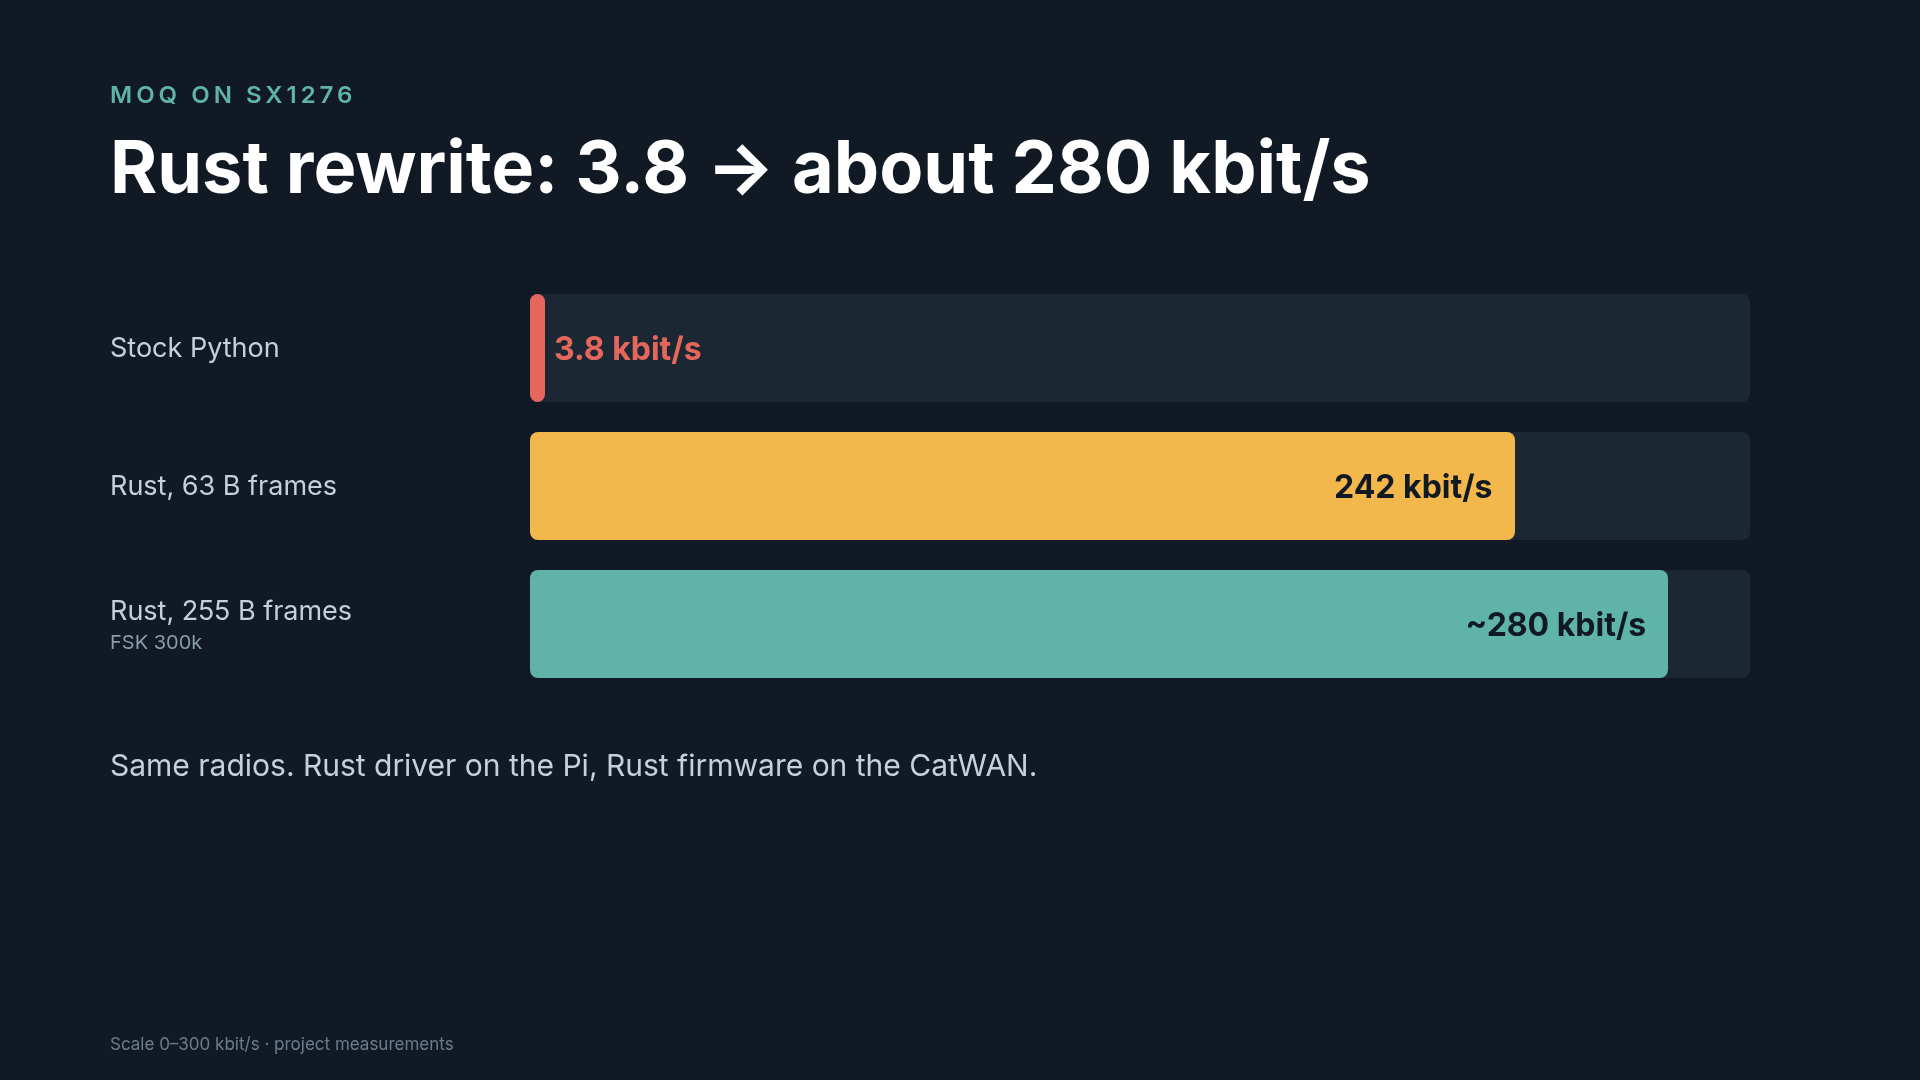 MOQ ON SX1276
Rust rewrite: 3.8 → about 280 kbit/s
Stock Python
3.8 kbit/s
Rust, 63 B frames
242 kbit/s
Rust, 255 B frames
FSK 300k
~280 kbit/s
Same radios. Rust driver on the Pi, Rust firmware on the CatWAN.
Scale 0–300 kbit/s · project measurements